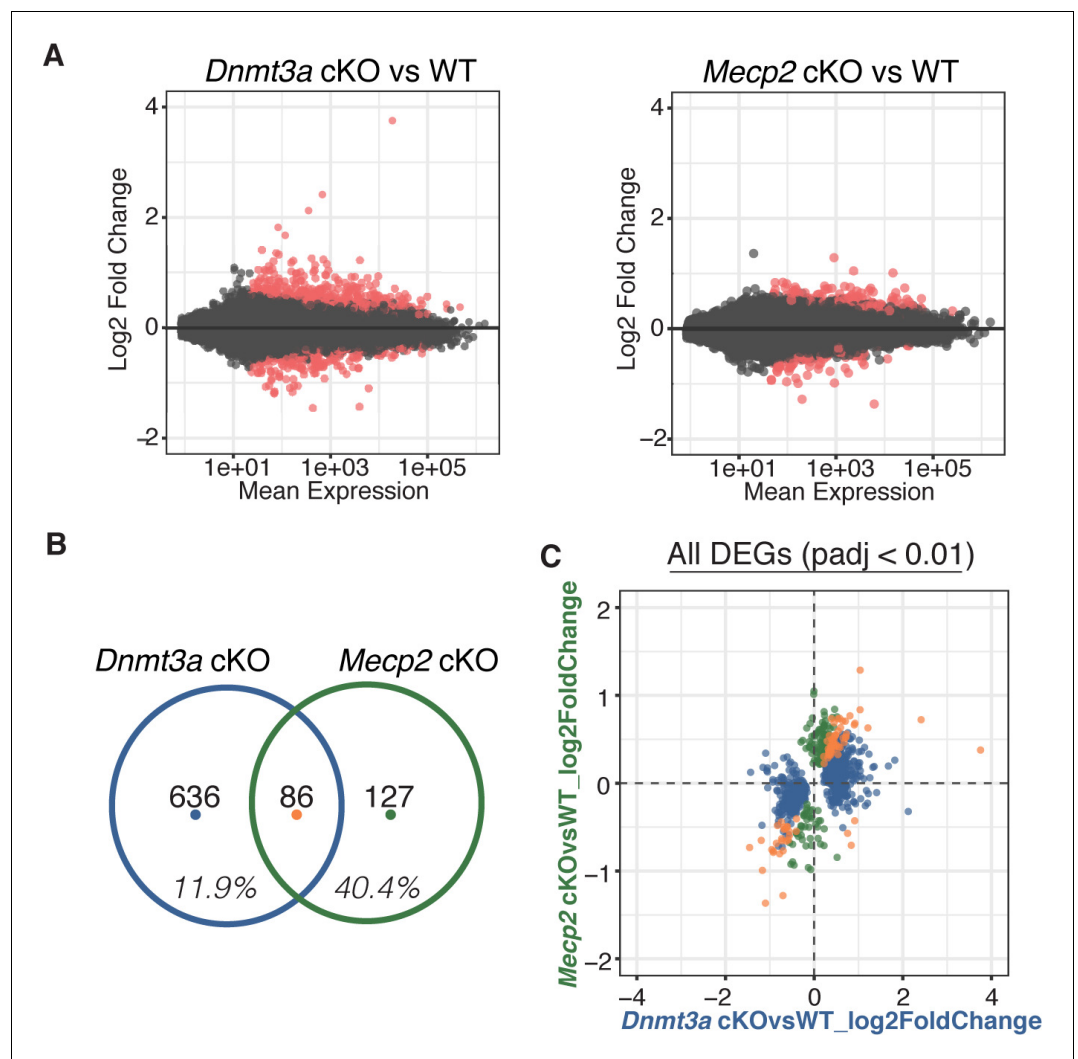 A
Dnmt3a cKO vs WT
Mecp2 cKO vs WT
Log2 Fold Change
4
2
0
−2
1e+01 1e+03 1e+05
Mean Expression
Log2 Fold Change
4
2
0
−2
1e+01 1e+03 1e+05
Mean Expression
B
Dnmt3a cKO
Mecp2 cKO
636
86
127
11.9%
40.4%
C
All DEGs (padj < 0.01)
Mecp2 cKOvsWT_log2FoldChange
2
1
0
−1
−2
−4 −2 0 2 4
Dnmt3a cKOvsWT_log2FoldChange